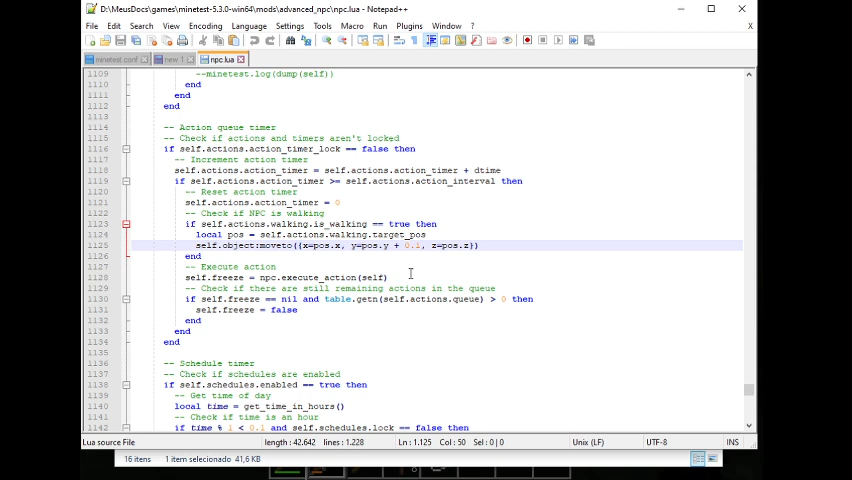 D:\MeusDocs\games\minetest-5.3.0-win64\mods\advanced_npc\npc.lua - Notepad++
File Edit Search View Encoding Language Settings Tools Macro Run Plugins Window ? X
minetest.conf new 1 npc.lua
1109 --minetest.log(dump(self))
1110 end
1111 end
1112 end
1113
1114 -- Action queue timer
1115 -- Check if actions and timers aren't locked
1116 if self.actions.action_timer_lock == false then
1117 -- Increment action timer
1118 self.actions.action_timer = self.actions.action_timer + dtime
1119 if self.actions.action_timer >= self.actions.action_interval then
1120 -- Reset action timer
1121 self.actions.action_timer = 0
1122 -- Check if NPC is walking
1123 if self.actions.walking.is_walking == true then
1124 local pos = self.actions.walking.target_pos
1125 self.object:moveto({x=pos.x, y=pos.y + 0.1, z=pos.z})
1126 end
1127 -- Execute action
1128 self.freeze = npc.execute_action(self)
1129 -- Check if there are still remaining actions in the queue
1130 if self.freeze == nil and table.getn(self.actions.queue) > 0 then
1131 self.freeze = false
1132 end
1133 end
1134 end
1135
1136 -- Schedule timer
1137 -- Check if schedules are enabled
1138 if self.schedules.enabled == true then
1139 -- Get time of day
1140 local time = get_time_in_hours()
1141 -- Check if time is an hour
1142 if time % 1 < 0.1 and self.schedules.lock == false then
Lua source File length : 42.642 lines : 1.228 Ln : 1.125 Col : 50 Sel : 0 | 0 Unix (LF) UTF-8 INS
16 itens 1 item selecionado 41,6 KB